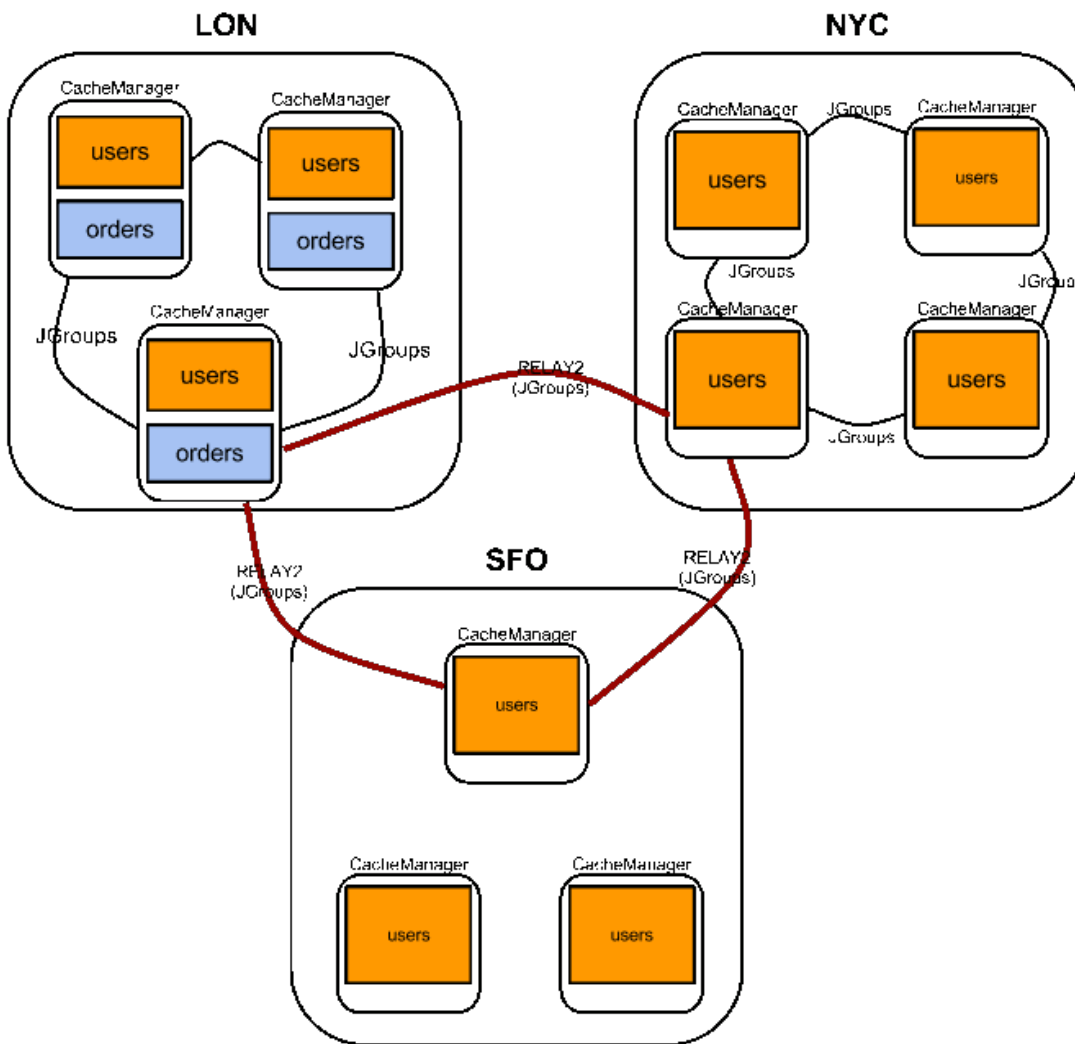 LON
CacheManager
users
orders
CacheManager
users
orders
JGroups
JGroups
CacheManager
users
orders
NYC
CacheManager
users
JGroups
CacheManager
users
JGroups
JGroups
CacheManager
users
CacheManager
users
JGroups
RELAY2
(JGroups)
RELAY2
(JGroups)
RELAY2
(JGroups)
SFO
CacheManager
users
CacheManager
users
CacheManager
users